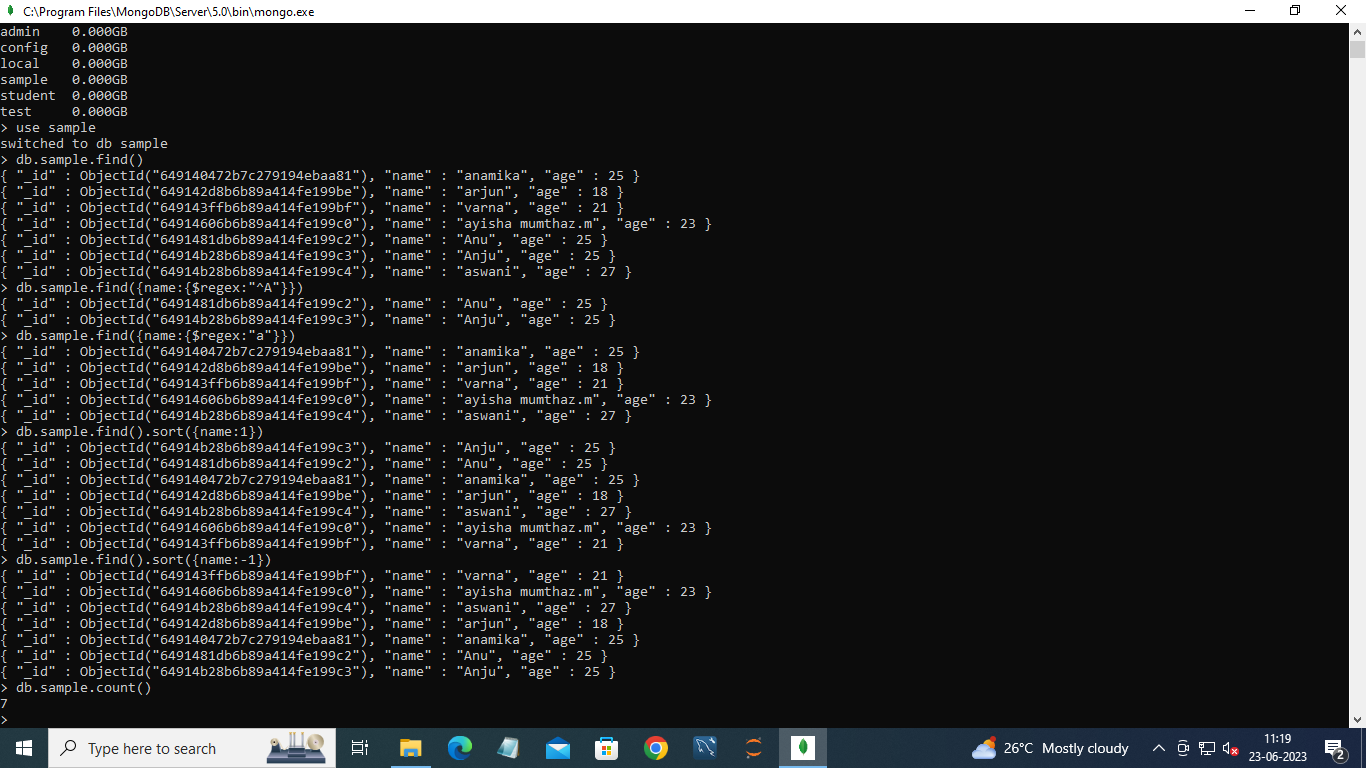 C:\Program Files\MongoDB\Server\5.0\bin\mongo.exe
admin    0.000GB
config   0.000GB
local    0.000GB
sample   0.000GB
student  0.000GB
test     0.000GB
> use sample
switched to db sample
> db.sample.find()
{ "_id" : ObjectId("649140472b7c279194ebaa81"), "name" : "anamika", "age" : 25 }
{ "_id" : ObjectId("649142d8b6b89a414fe199be"), "name" : "arjun", "age" : 18 }
{ "_id" : ObjectId("649143ffb6b89a414fe199bf"), "name" : "varna", "age" : 21 }
{ "_id" : ObjectId("64914606b6b89a414fe199c0"), "name" : "ayisha mumthaz.m", "age" : 23 }
{ "_id" : ObjectId("6491481db6b89a414fe199c2"), "name" : "Anu", "age" : 25 }
{ "_id" : ObjectId("64914b28b6b89a414fe199c3"), "name" : "Anju", "age" : 25 }
{ "_id" : ObjectId("64914b28b6b89a414fe199c4"), "name" : "aswani", "age" : 27 }
> db.sample.find({name:{$regex:"^A"}})
{ "_id" : ObjectId("6491481db6b89a414fe199c2"), "name" : "Anu", "age" : 25 }
{ "_id" : ObjectId("64914b28b6b89a414fe199c3"), "name" : "Anju", "age" : 25 }
> db.sample.find({name:{$regex:"a"}})
{ "_id" : ObjectId("649140472b7c279194ebaa81"), "name" : "anamika", "age" : 25 }
{ "_id" : ObjectId("649142d8b6b89a414fe199be"), "name" : "arjun", "age" : 18 }
{ "_id" : ObjectId("649143ffb6b89a414fe199bf"), "name" : "varna", "age" : 21 }
{ "_id" : ObjectId("64914606b6b89a414fe199c0"), "name" : "ayisha mumthaz.m", "age" : 23 }
{ "_id" : ObjectId("64914b28b6b89a414fe199c4"), "name" : "aswani", "age" : 27 }
> db.sample.find().sort({name:1})
{ "_id" : ObjectId("64914b28b6b89a414fe199c3"), "name" : "Anju", "age" : 25 }
{ "_id" : ObjectId("6491481db6b89a414fe199c2"), "name" : "Anu", "age" : 25 }
{ "_id" : ObjectId("649140472b7c279194ebaa81"), "name" : "anamika", "age" : 25 }
{ "_id" : ObjectId("649142d8b6b89a414fe199be"), "name" : "arjun", "age" : 18 }
{ "_id" : ObjectId("64914b28b6b89a414fe199c4"), "name" : "aswani", "age" : 27 }
{ "_id" : ObjectId("64914606b6b89a414fe199c0"), "name" : "ayisha mumthaz.m", "age" : 23 }
{ "_id" : ObjectId("649143ffb6b89a414fe199bf"), "name" : "varna", "age" : 21 }
> db.sample.find().sort({name:-1})
{ "_id" : ObjectId("649143ffb6b89a414fe199bf"), "name" : "varna", "age" : 21 }
{ "_id" : ObjectId("64914606b6b89a414fe199c0"), "name" : "ayisha mumthaz.m", "age" : 23 }
{ "_id" : ObjectId("64914b28b6b89a414fe199c4"), "name" : "aswani", "age" : 27 }
{ "_id" : ObjectId("649142d8b6b89a414fe199be"), "name" : "arjun", "age" : 18 }
{ "_id" : ObjectId("649140472b7c279194ebaa81"), "name" : "anamika", "age" : 25 }
{ "_id" : ObjectId("6491481db6b89a414fe199c2"), "name" : "Anu", "age" : 25 }
{ "_id" : ObjectId("64914b28b6b89a414fe199c3"), "name" : "Anju", "age" : 25 }
> db.sample.count()
7
>
Type here to search
26°C Mostly cloudy
11:19
23-06-2023
2